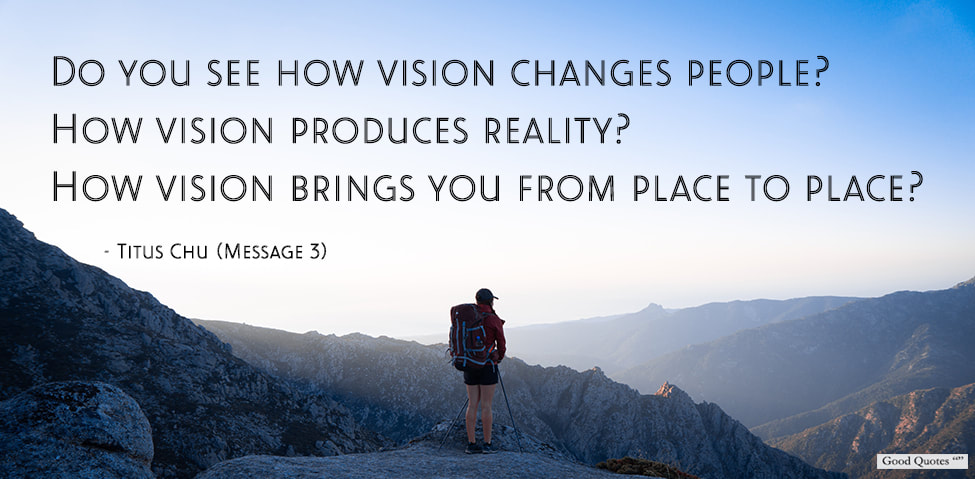 Do you see how vision changes people?
How vision produces reality?
How vision brings you from place to place?
- Titus Chu (Message 3)
Good Quotes “”